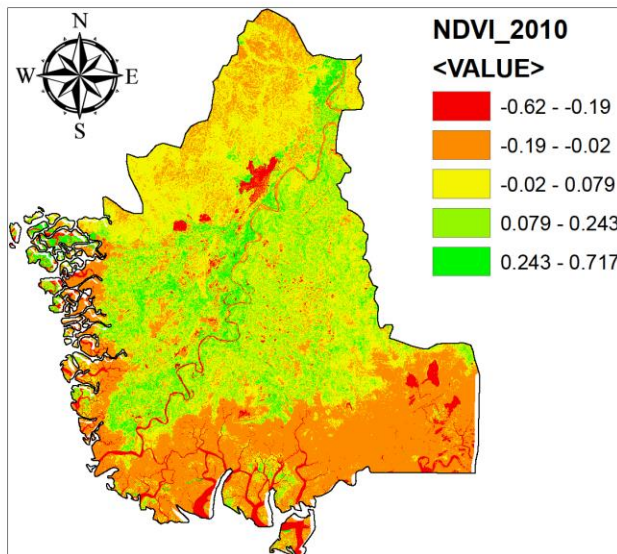 N
W E
S
NDVI_2010
<VALUE>
-0.62 - -0.19
-0.19 - -0.02
-0.02 - 0.079
0.079 - 0.243
0.243 - 0.717